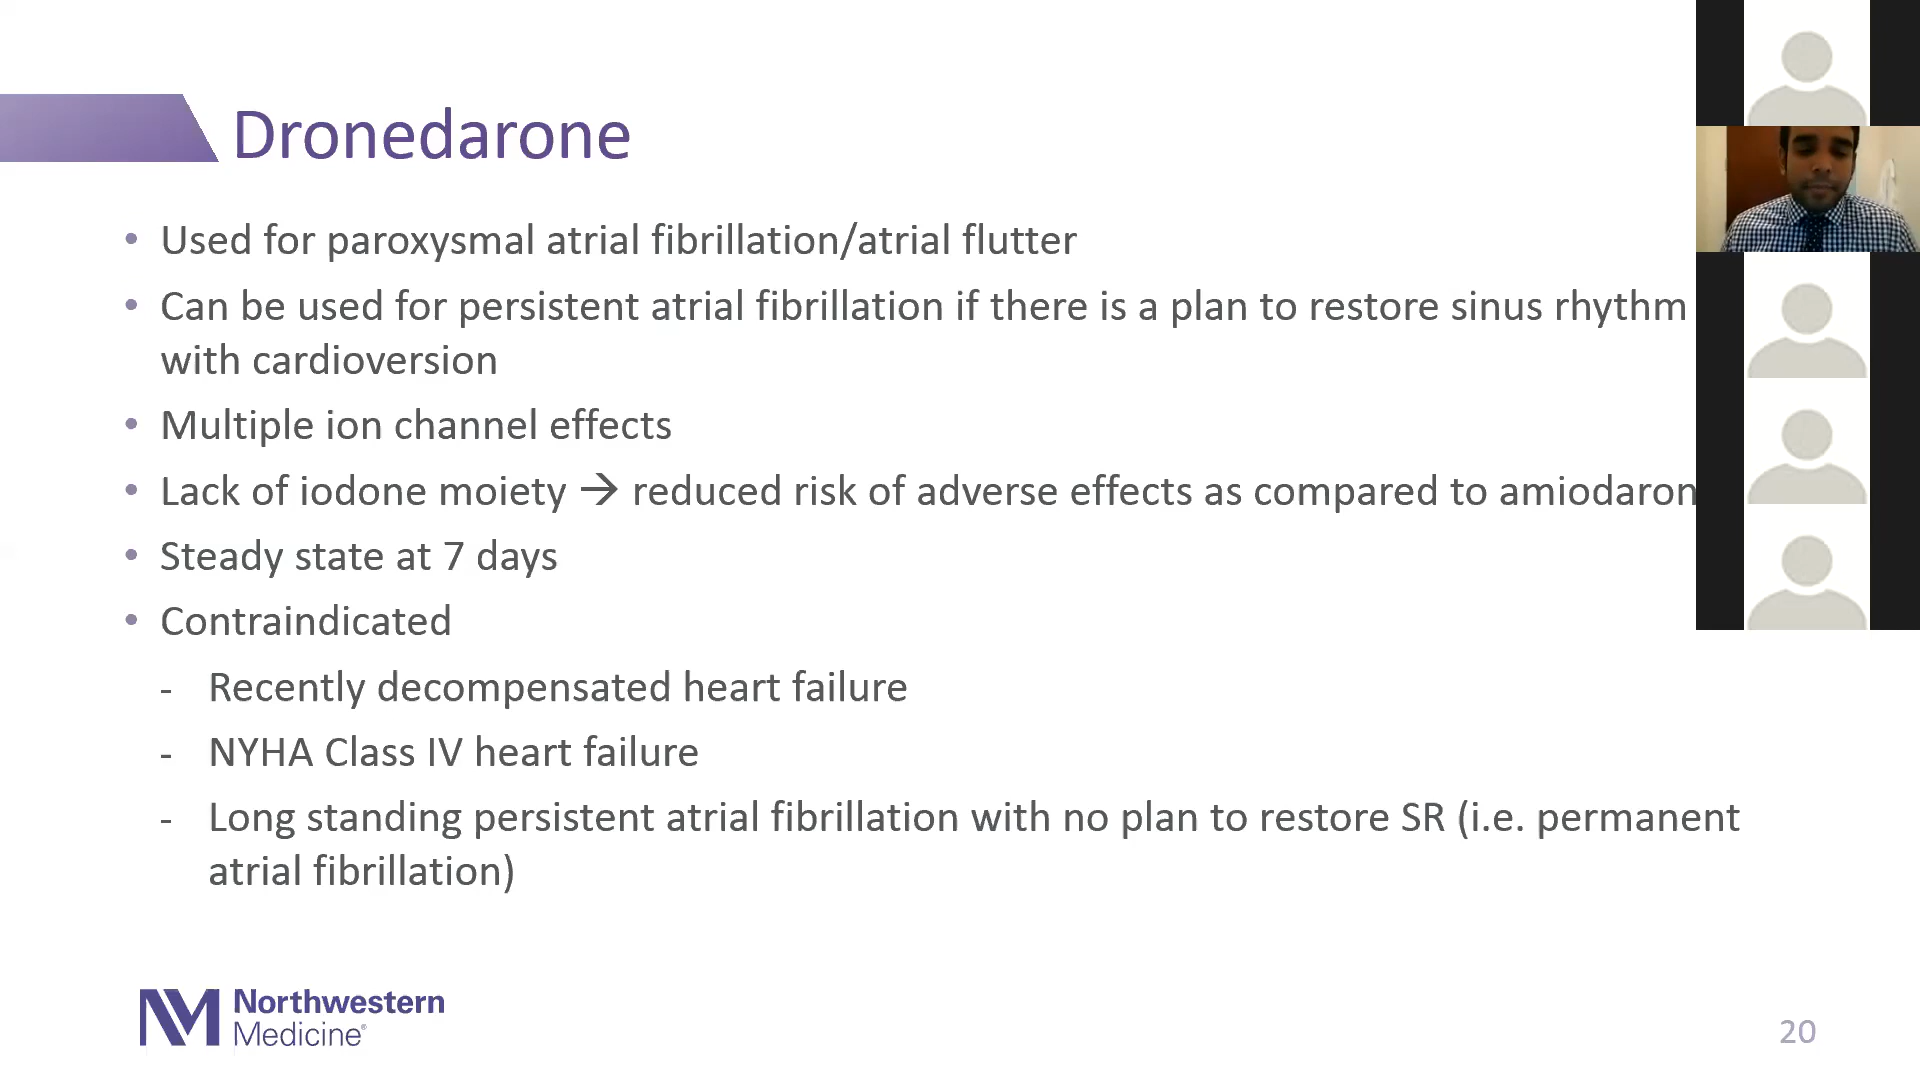 Dronedarone
• Used for paroxysmal atrial fibrillation/atrial flutter
• Can be used for persistent atrial fibrillation if there is a plan to restore sinus rhythm
with cardioversion
• Multiple ion channel effects
• Lack of iodone moiety → reduced risk of adverse effects as compared to amiodaron
• Steady state at 7 days
• Contraindicated
- Recently decompensated heart failure
- NYHA Class IV heart failure
- Long standing persistent atrial fibrillation with no plan to restore SR (i.e. permanent
atrial fibrillation)
NM Northwestern
Medicine®
20